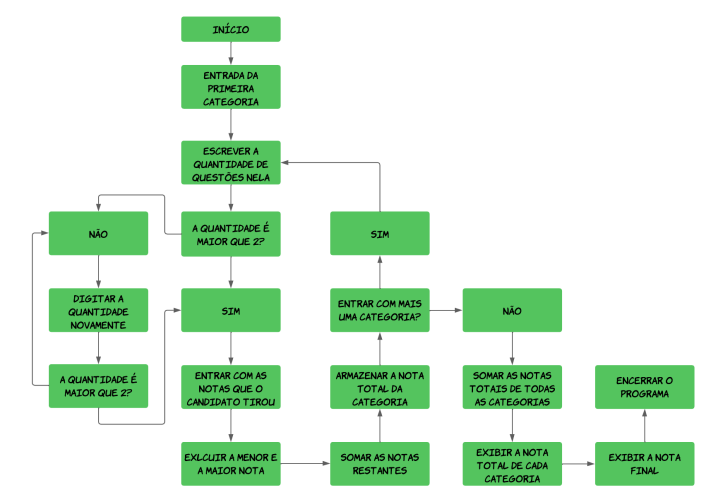 INÍCIO
ENTRADA DA
PRIMEIRA
CATEGORIA
ESCREVER A
QUANTIDADE DE
QUESTÕES NELA
NÃO
A QUANTIDADE É
MAIOR QUE 2?
SIM
DIGITAR A
QUANTIDADE
NOVAMENTE
SIM
ENTRAR COM MAIS
UMA CATEGORIA?
NÃO
A QUANTIDADE É
MAIOR QUE 2?
ENTRAR COM AS
NOTAS QUE O
CANDIDATO TIROU
ARMAZENAR A NOTA
TOTAL DA
CATEGORIA
SOMAR AS NOTAS
TOTAIS DE TODAS
AS CATEGORIAS
ENCERRAR O
PROGRAMA
EXLCUIR A MENOR E
A MAIOR NOTA
SOMAR AS NOTAS
RESTANTES
EXIBIR A NOTA
TOTAL DE CADA
CATEGORIA
EXIBIR A NOTA
FINAL